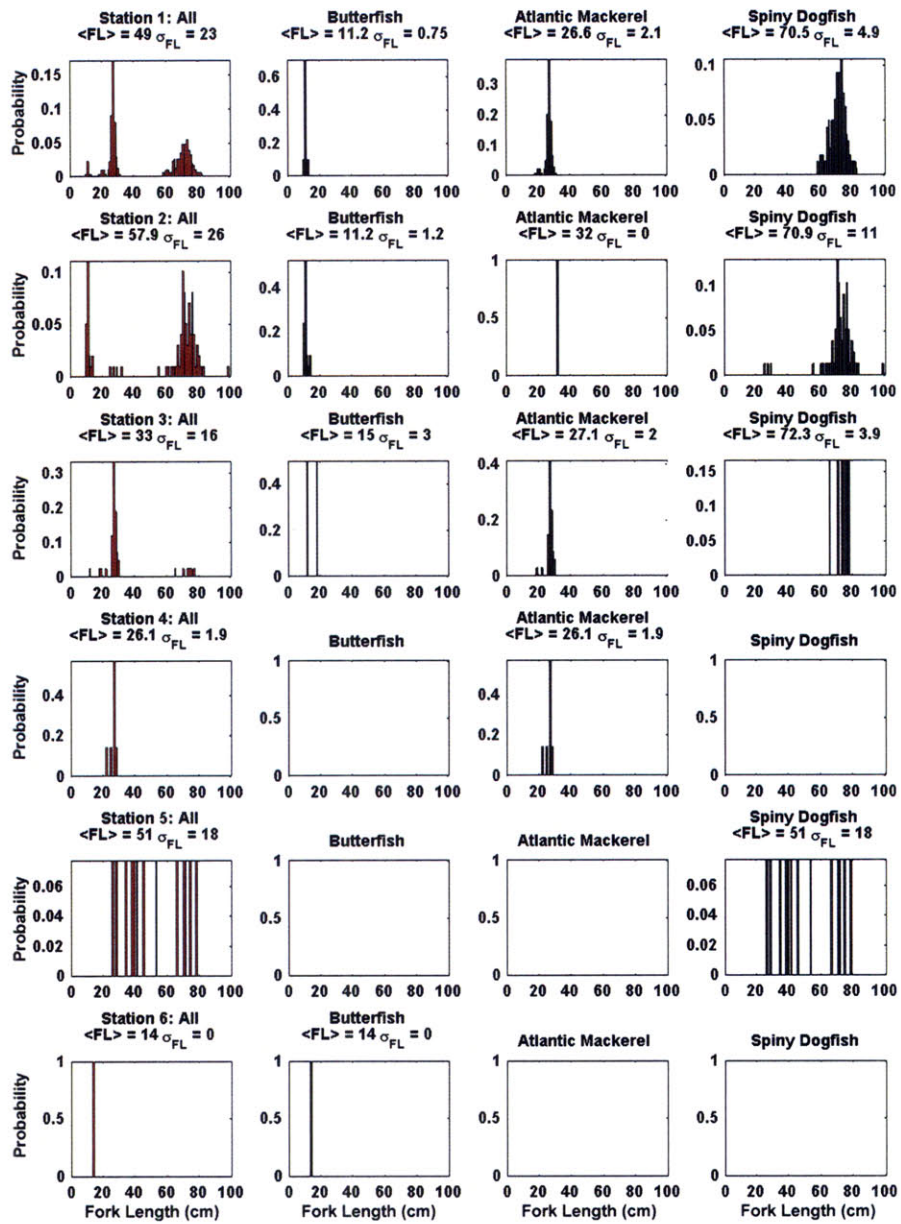 Station 1: All
<FL> = 49 σFL = 23
Butterfish
<FL> = 11.2 σFL = 0.75
Atlantic Mackerel
<FL> = 26.6 σFL = 2.1
Spiny Dogfish
<FL> = 70.5 σFL = 4.9
Probability
0.15
0.1
0.05
0
0 20 40 60 80 100
0.6
0.4
0.2
0
0 20 40 60 80 100
0.3
0.2
0.1
0
0 20 40 60 80 100
0.1
0.05
0
0 20 40 60 80 100
Station 2: All
<FL> = 57.9 σFL = 26
Butterfish
<FL> = 11.2 σFL = 1.2
Atlantic Mackerel
<FL> = 32 σFL = 0
Spiny Dogfish
<FL> = 70.9 σFL = 11
Probability
0.1
0.05
0
0 20 40 60 80 100
0.4
0.2
0
0 20 40 60 80 100
1
0.5
0
0 20 40 60 80 100
0.1
0.05
0
0 20 40 60 80 100
Station 3: All
<FL> = 33 σFL = 16
Butterfish
<FL> = 15 σFL = 3
Atlantic Mackerel
<FL> = 27.1 σFL = 2
Spiny Dogfish
<FL> = 72.3 σFL = 3.9
Probability
0.3
0.2
0.1
0
0 20 40 60 80 100
0.4
0.2
0
0 20 40 60 80 100
0.4
0.2
0
0 20 40 60 80 100
0.15
0.1
0.05
0
0 20 40 60 80 100
Station 4: All
<FL> = 26.1 σFL = 1.9
Butterfish
Atlantic Mackerel
<FL> = 26.1 σFL = 1.9
Spiny Dogfish
Probability
0.4
0.2
0
0 20 40 60 80 100
1
0.5
0
0 20 40 60 80 100
0.4
0.2
0
0 20 40 60 80 100
1
0.5
0
0 20 40 60 80 100
Station 5: All
<FL> = 51 σFL = 18
Butterfish
Atlantic Mackerel
Spiny Dogfish
<FL> = 51 σFL = 18
Probability
0.06
0.04
0.02
0
0 20 40 60 80 100
1
0.5
0
0 20 40 60 80 100
1
0.5
0
0 20 40 60 80 100
0.06
0.04
0.02
0
0 20 40 60 80 100
Station 6: All
<FL> = 14 σFL = 0
Butterfish
<FL> = 14 σFL = 0
Atlantic Mackerel
Spiny Dogfish
Probability
1
0.5
0
0 20 40 60 80 100
1
0.5
0
0 20 40 60 80 100
1
0.5
0
0 20 40 60 80 100
1
0.5
0
0 20 40 60 80 100
Fork Length (cm)
Fork Length (cm)
Fork Length (cm)
Fork Length (cm)